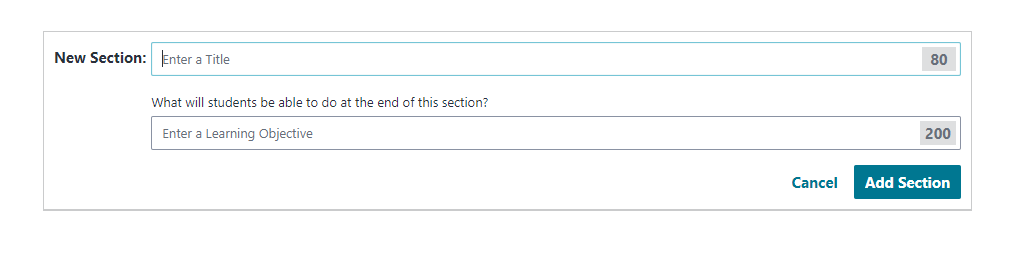 New Section: Enter a Title 80
What will students be able to do at the end of this section?
Enter a Learning Objective 200
Cancel Add Section